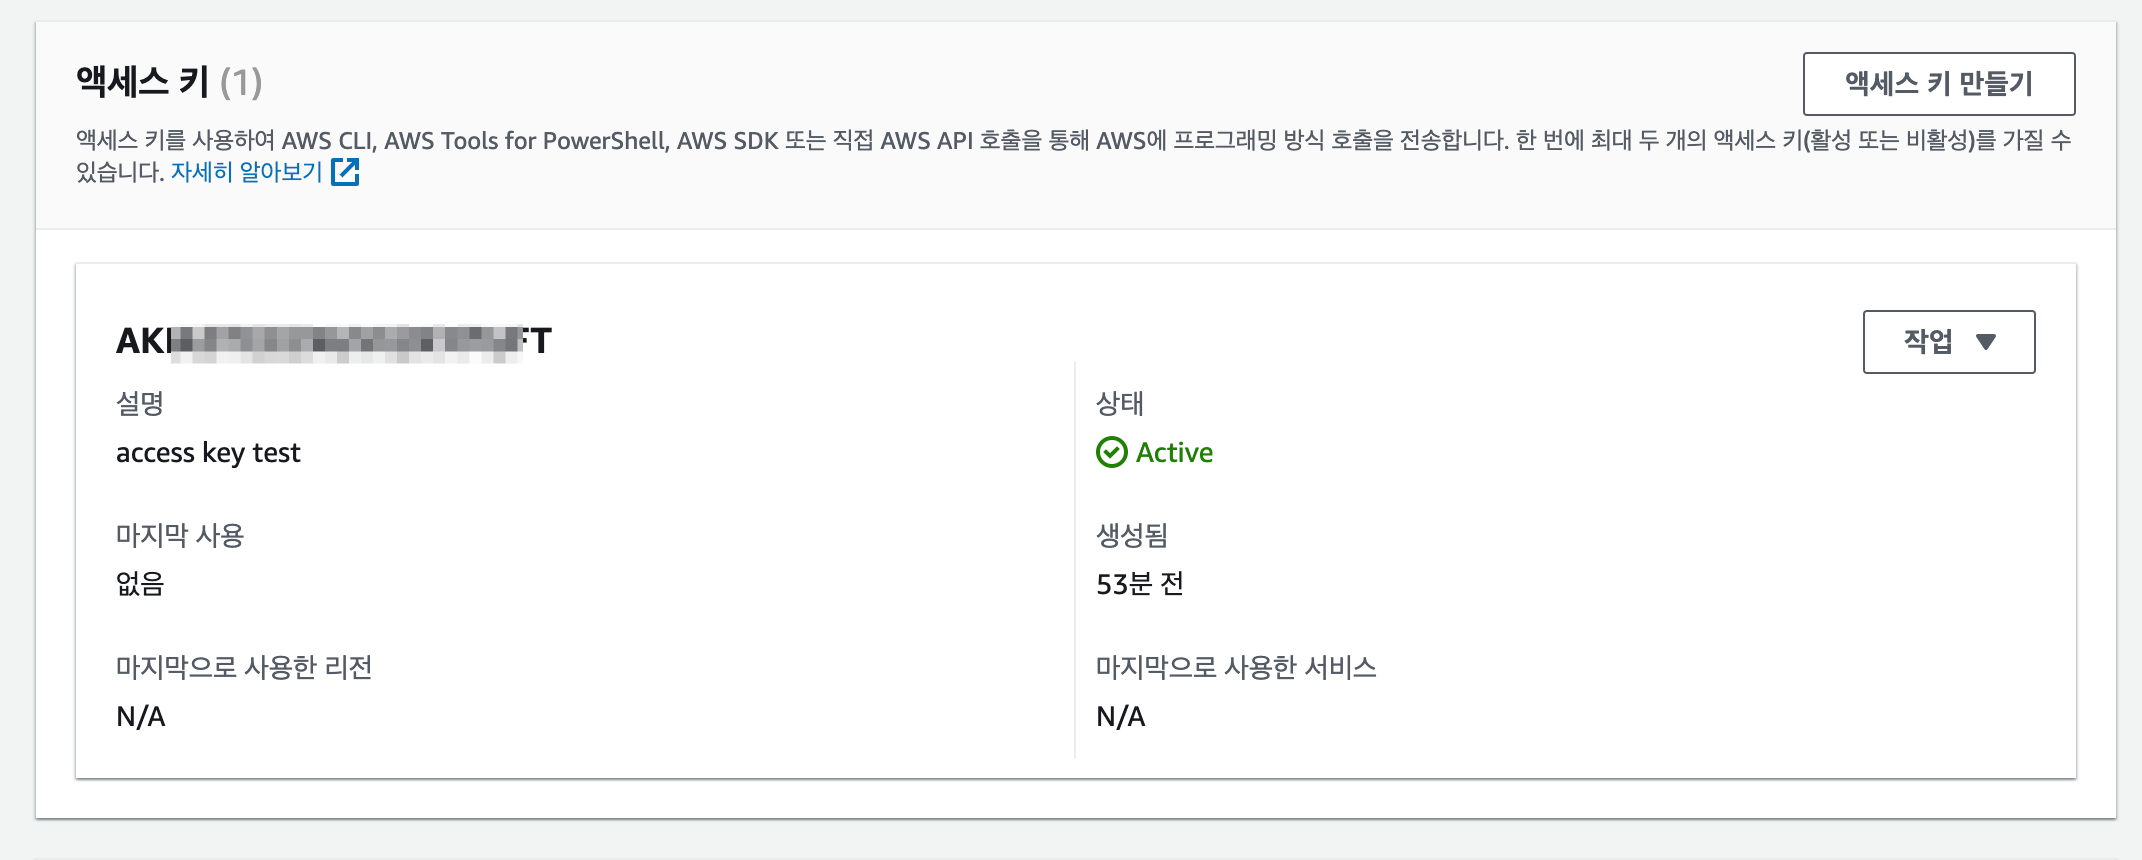 액세스 키 (1)
액세스 키 만들기
액세스 키를 사용하여 AWS CLI, AWS Tools for PowerShell, AWS SDK 또는 직접 AWS API 호출을 통해 AWS에 프로그래밍 방식 호출을 전송합니다. 한 번에 최대 두 개의 액세스 키(활성 또는 비활성)를 가질 수
있습니다. 자세히 알아보기
작업
설명
access key test
상태
Active
마지막 사용
없음
생성됨
53분 전
마지막으로 사용한 리전
N/A
마지막으로 사용한 서비스
N/A